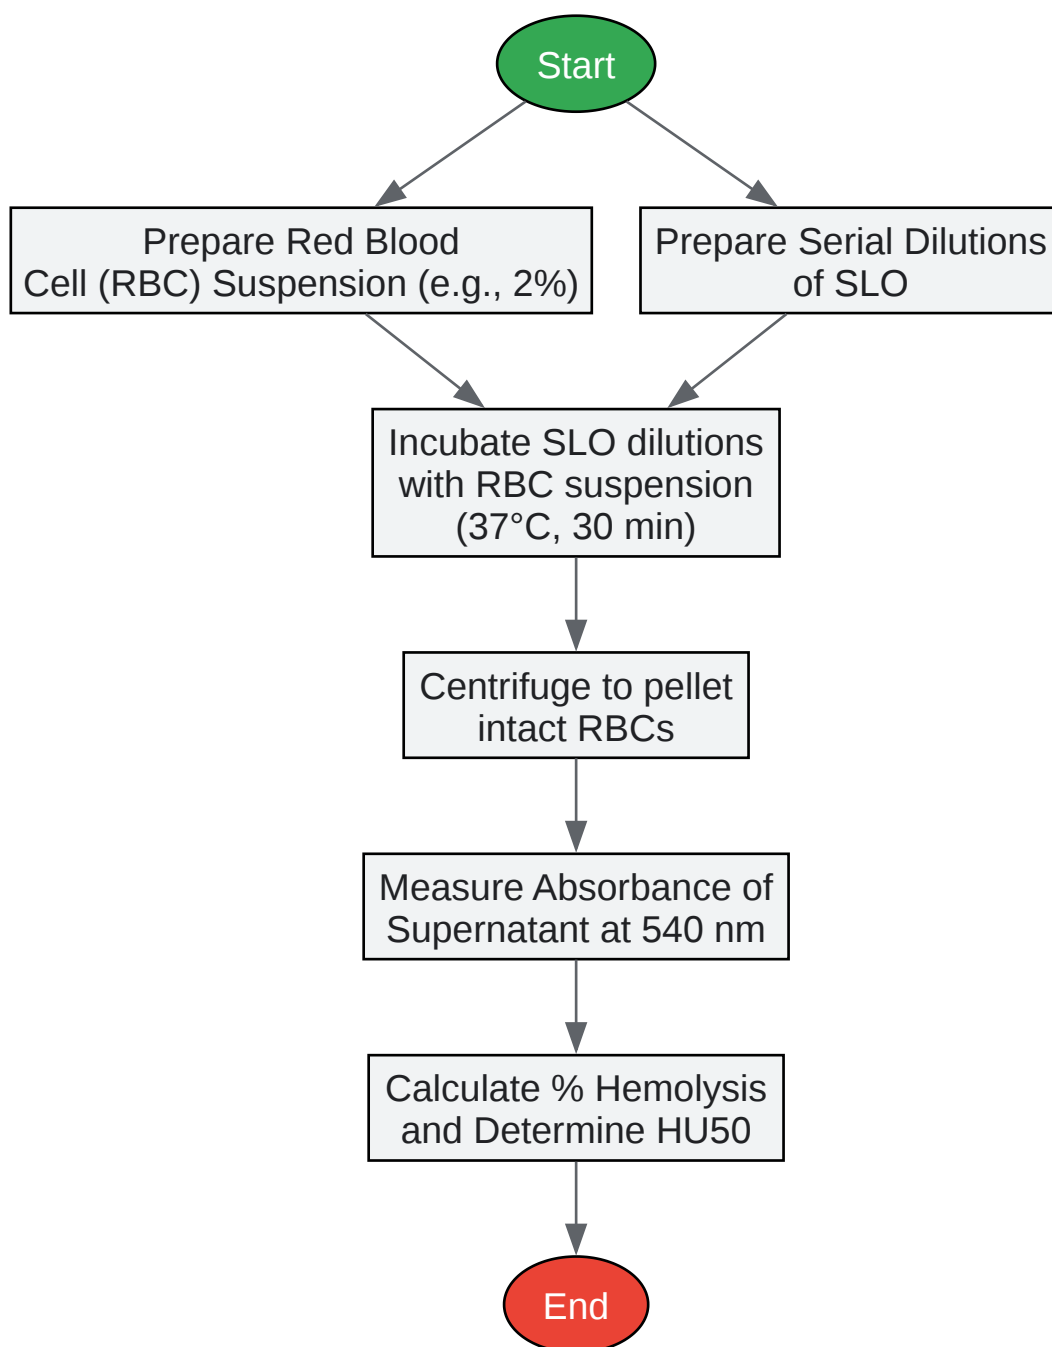 Start
Prepare Red Blood
Cell (RBC) Suspension (e.g., 2%)
Prepare Serial Dilutions
of SLO
Incubate SLO dilutions
with RBC suspension
(37°C, 30 min)
Centrifuge to pellet
intact RBCs
Measure Absorbance of
Supernatant at 540 nm
Calculate % Hemolysis
and Determine HU50
End